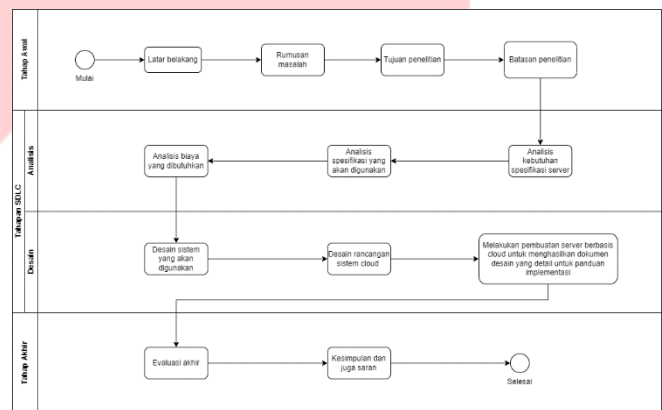 Tahap Awal
Mulai
Latar belakang
Rumusan
masalah
Tujuan penelitian
Batasan penelitian
Tahapan SDLC
Analisis
Analisis biaya
yang dibutuhkan
Analisis
spesifikasi yang
akan digunakan
Analisis
kebutuhan
spesifikasi server
Desain
Desain sistem
yang akan
digunakan
Desain rancangan
sistem cloud
Melakukan pembuatan server berbasis
cloud untuk menghasilkan dokumen
desain yang detail untuk panduan
implementasi
Tahap Akhir
Evaluasi akhir
Kesimpulan dan
juga saran
Selesai